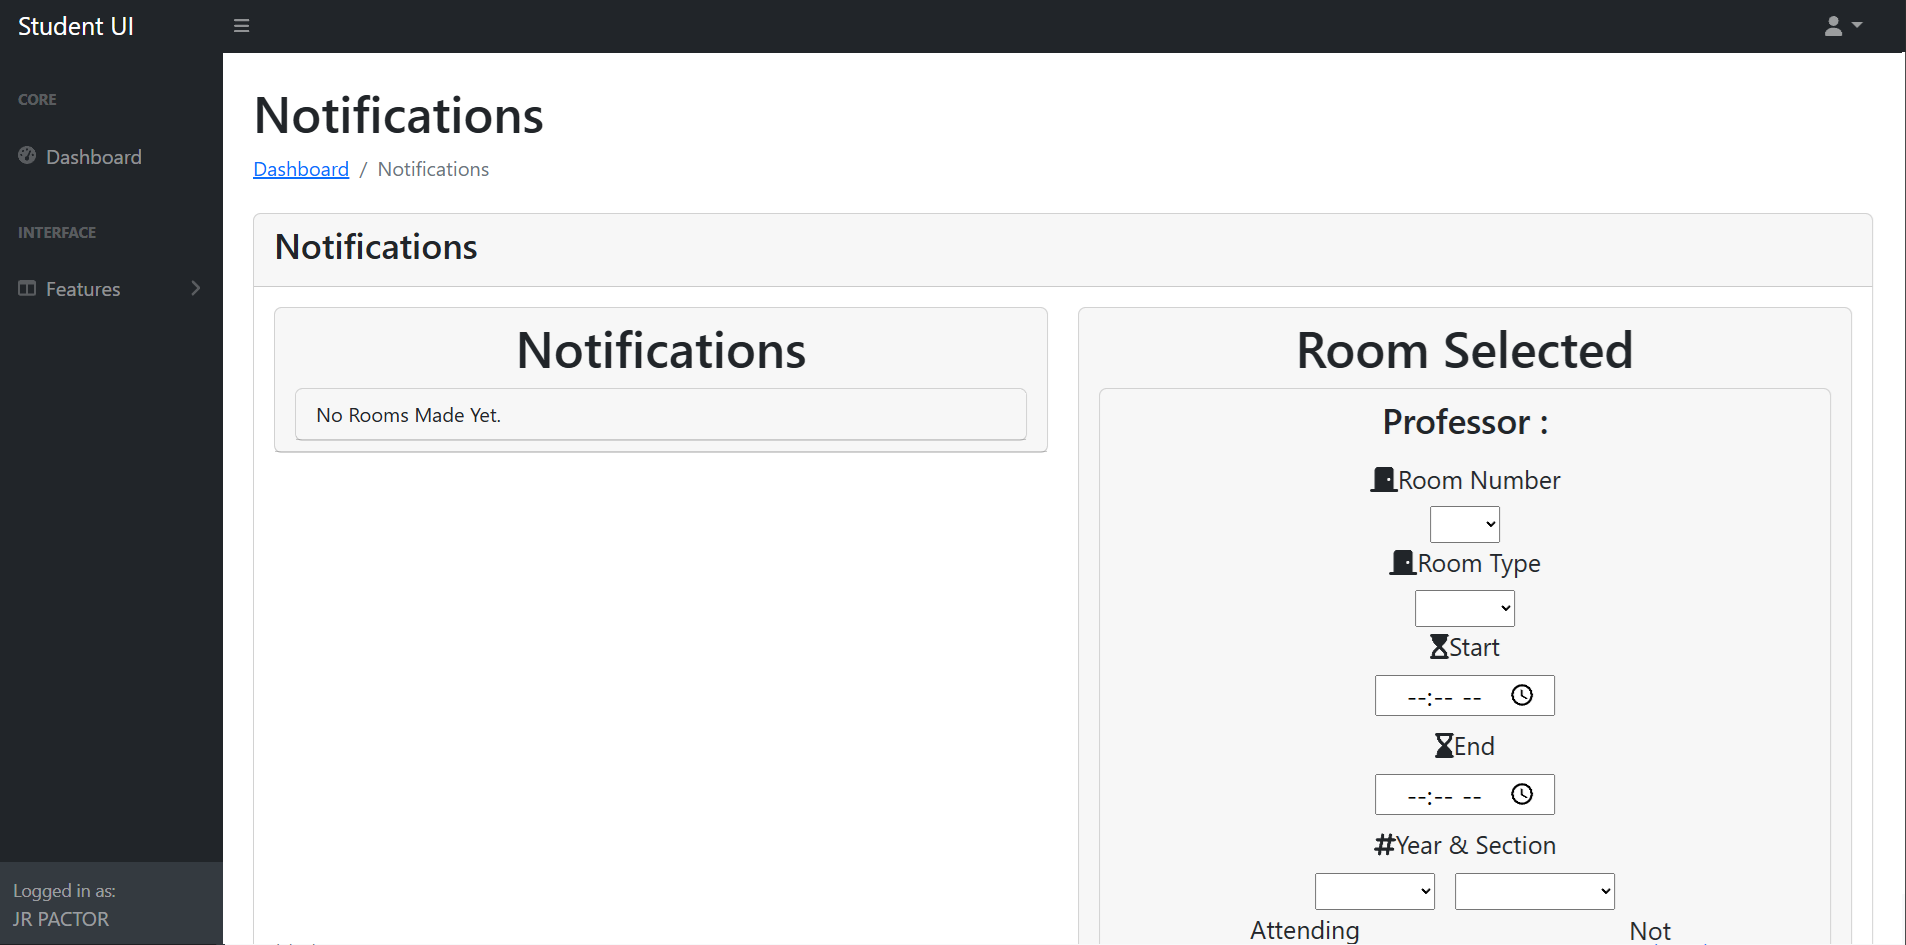 Student UI
CORE
Dashboard
INTERFACE
Features
Logged in as:
JR PACTOR
Notifications
Dashboard / Notifications
Notifications
Notifications
No Rooms Made Yet.
Room Selected
Professor :
Room Number
Room Type
Start
--:-- --
End
--:-- --
#Year & Section
Attending Not